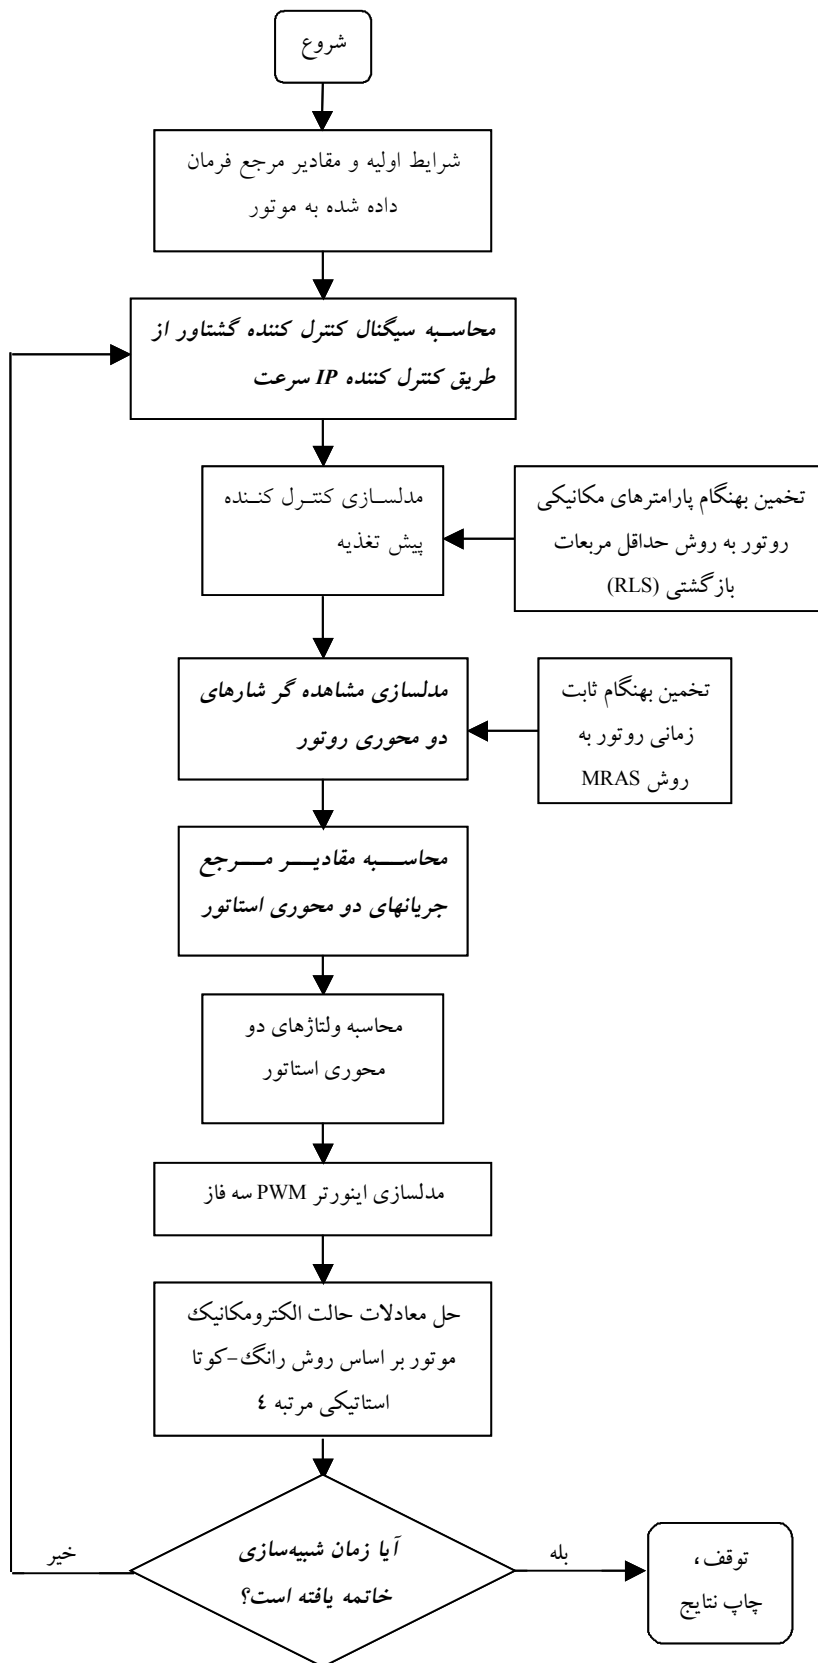 شروع
شرایط اولیه و مقادیر مرجع فرمان
داده شده به موتور
محاسبه سیگنال کنترل کننده گشتاور از
طریق کنترل کننده IP سرعت
مدلسازی کنترل کننده
پیش تغذیه
تخمین بهنگام پارامترهای مکانیکی
روتور به روش حداقل مربعات
بازگشتی (RLS)
مدلسازی مشاهده گر شارهای
دو محوری روتور
تخمین بهنگام ثابت
زمانی روتور به
روش MRAS
محاسبه مقادیر مرجع
جریانهای دو محوری استاتور
محاسبه ولتاژهای دو
محوری استاتور
مدلسازی اینورتر PWM سه فاز
حل معادلات حالت الکترومکانیک
موتور بر اساس روش رانگ-کوتا
استاتیکی مرتبه ٤
آیا زمان شبیه‌سازی
خاتمه یافته است؟
خیر
بله
توقف،
چاپ نتایج